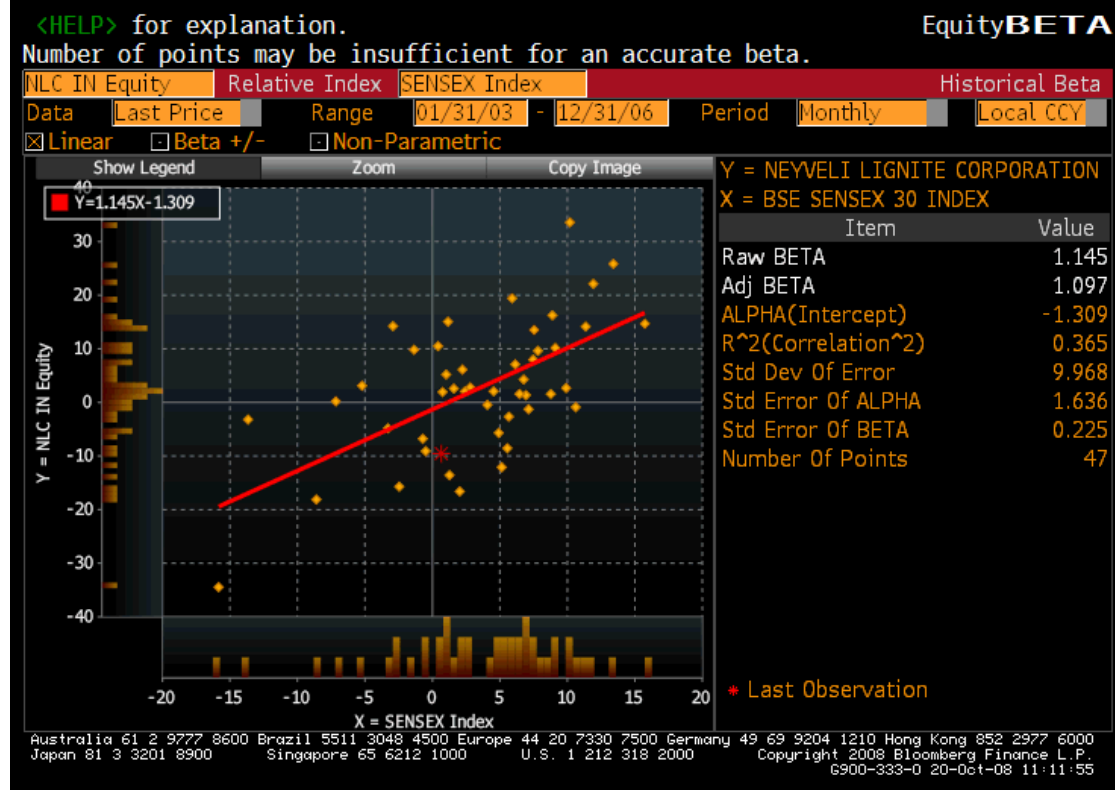 <HELP> for explanation. EquityBETA
Number of points may be insufficient for an accurate beta.
NLC IN Equity Relative Index SENSEX Index Historical Beta
Data Last Price Range 01/31/03 - 12/31/06 Period Monthly Local CCY
Linear Beta +/- Non-Parametric
Show Legend Zoom Copy Image
Y = NEYVELI LIGNITE CORPORATION
X = BSE SENSEX 30 INDEX
Item Value
Raw BETA 1.145
Adj BETA 1.097
ALPHA(Intercept) -1.309
R^2(Correlation^2) 0.365
Std Dev Of Error 9.968
Std Error Of ALPHA 1.636
Std Error Of BETA 0.225
Number Of Points 47
* Last Observation
Y=1.145X-1.309
Y = NLC IN Equity
40
30
20
10
0
-10
-20
-30
-40
-20 -15 -10 -5 0 5 10 15 20
X = SENSEX Index
Australia 61 2 9777 8600 Brazil 5511 3048 4500 Europe 44 20 7330 7500 Germany 49 69 9204 1210 Hong Kong 852 2977 6000
Japan 81 3 3201 8900 Singapore 65 6212 1000 U.S. 1 212 318 2000 Copyright 2008 Bloomberg Finance L.P.
G900-333-0 20-Oct-08 11:11:55